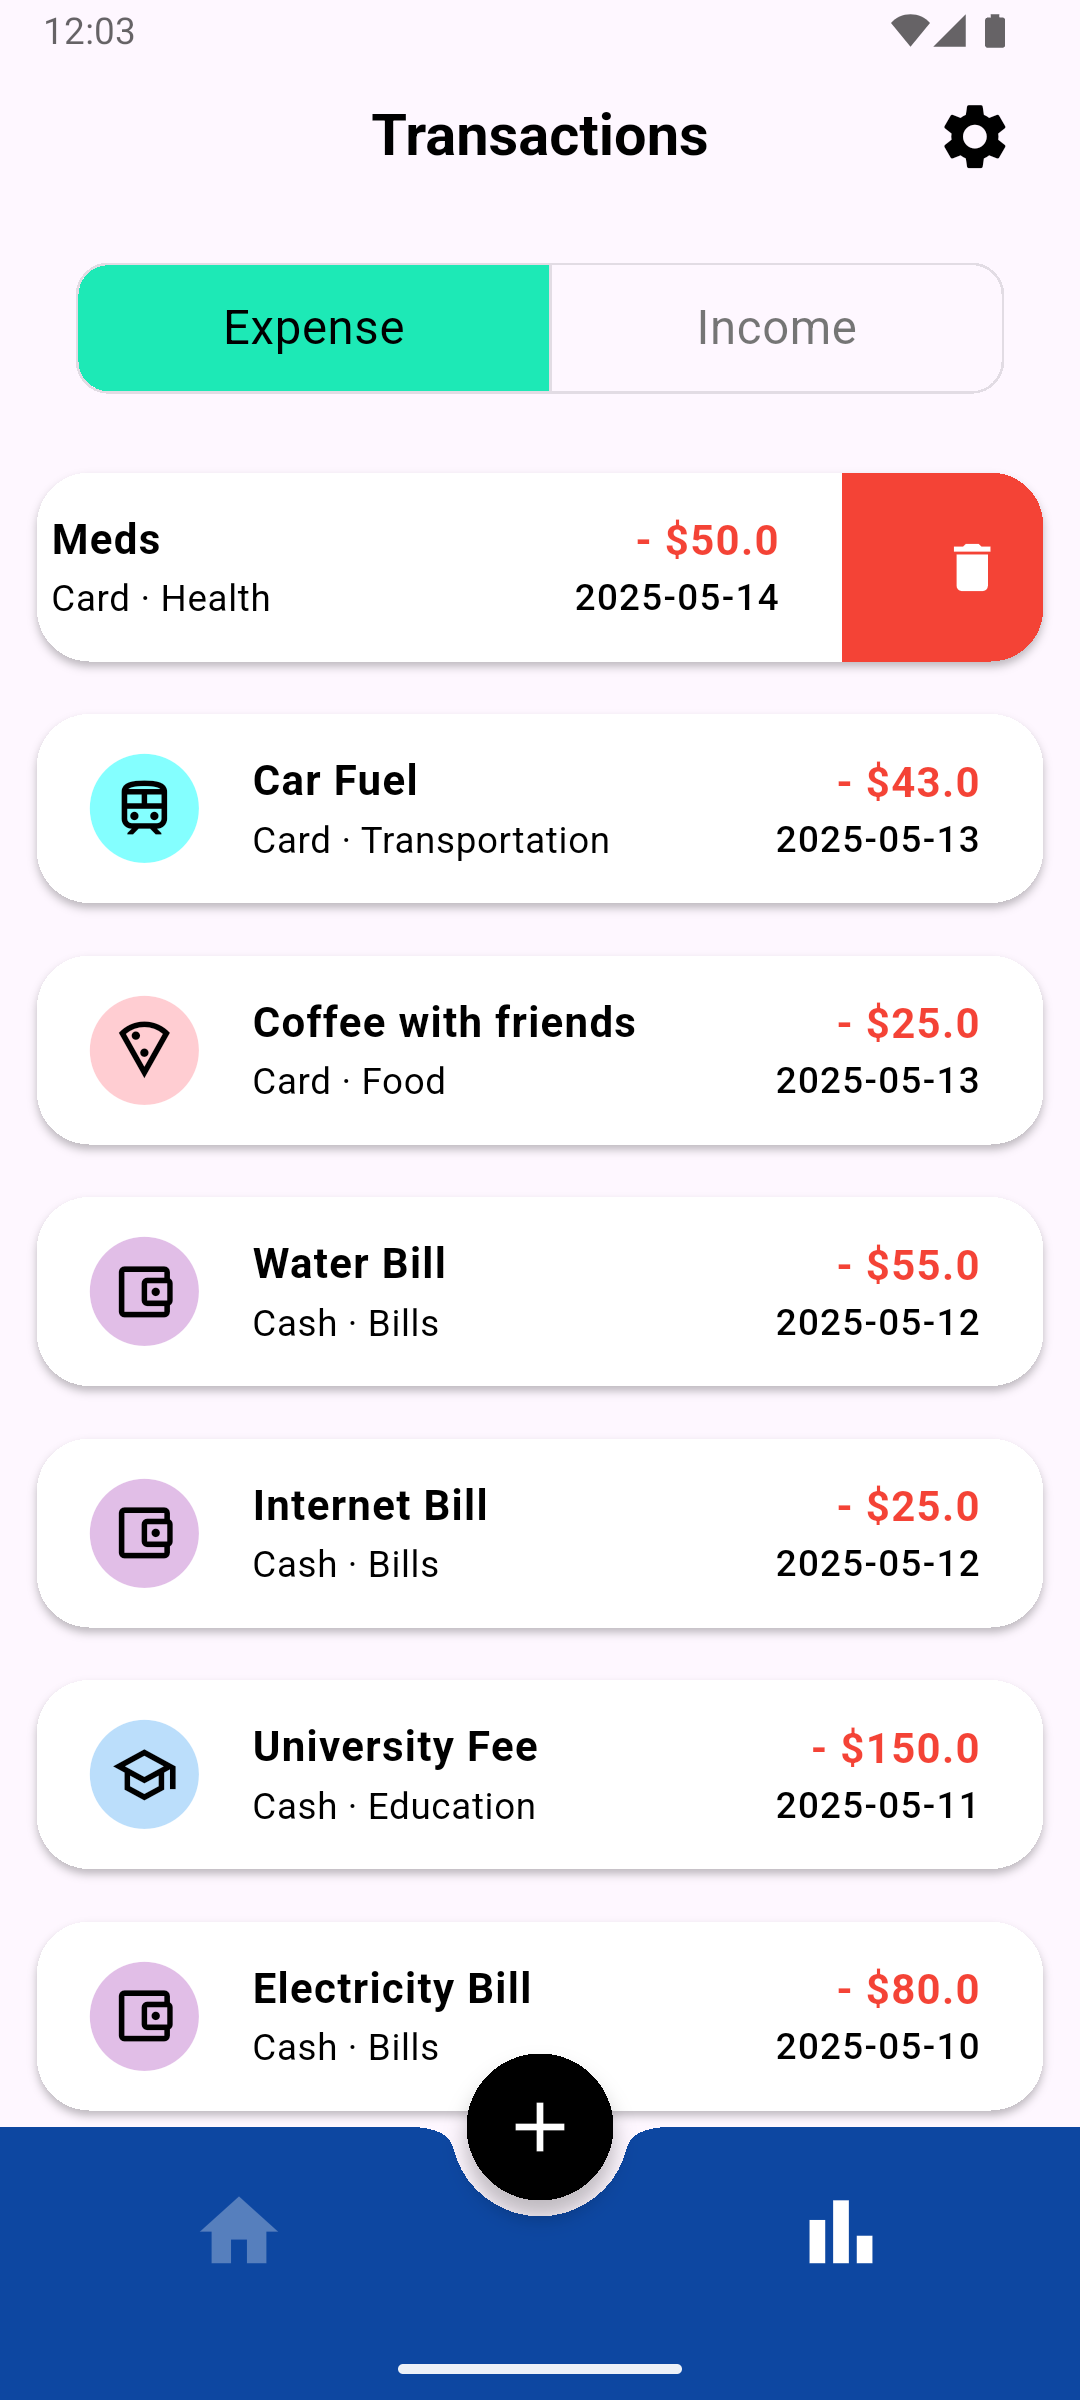 12:03
Transactions
Expense
Income
Meds
- $50.0
Card · Health
2025-05-14
Car Fuel
- $43.0
Card · Transportation
2025-05-13
Coffee with friends
- $25.0
Card · Food
2025-05-13
Water Bill
- $55.0
Cash · Bills
2025-05-12
Internet Bill
- $25.0
Cash · Bills
2025-05-12
University Fee
- $150.0
Cash · Education
2025-05-11
Electricity Bill
- $80.0
Cash · Bills
2025-05-10